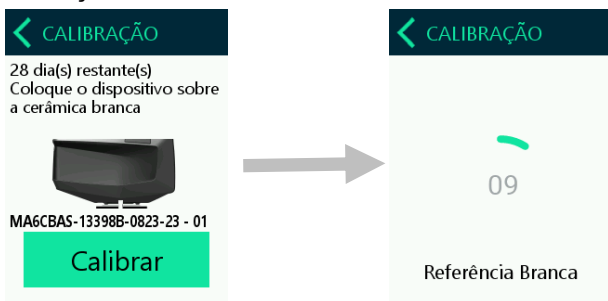 CALIBRAÇÃO
28 dia(s) restante(s)
Coloque o dispositivo sobre
a cerâmica branca
MA6CBAS-13398B-0823-23 - 01
Calibrar
CALIBRAÇÃO
09
Referência Branca